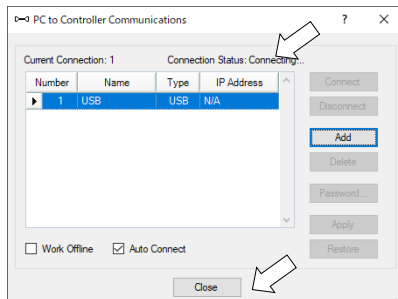 PC to Controller Communications
Current Connection: 1 Connection Status: Connecting...
Number Name Type IP Address
1 USB USB N/A
Connect
Disconnect
Add
Delete
Password...
Apply
Restore
Work Offline Auto Connect
Close